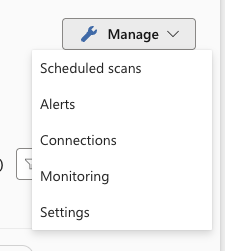 Manage
Scheduled scans
Alerts
Connections
)
Monitoring
Settings